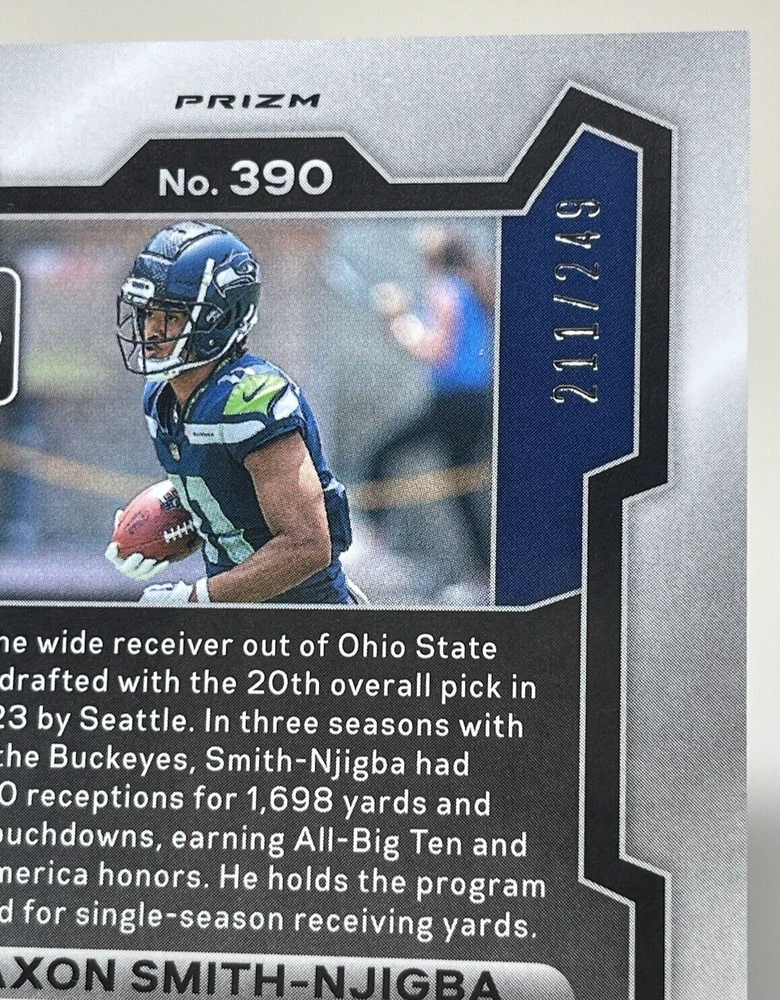 PRIZM
No. 390
211/249
11
he wide receiver out of Ohio State
drafted with the 20th overall pick in
23 by Seattle. In three seasons with
the Buckeyes, Smith-Njigba had
0 receptions for 1,698 yards and
ouchdowns, earning All-Big Ten and
merica honors. He holds the program
d for single-season receiving yards.
AXON SMITH-NJIGBA